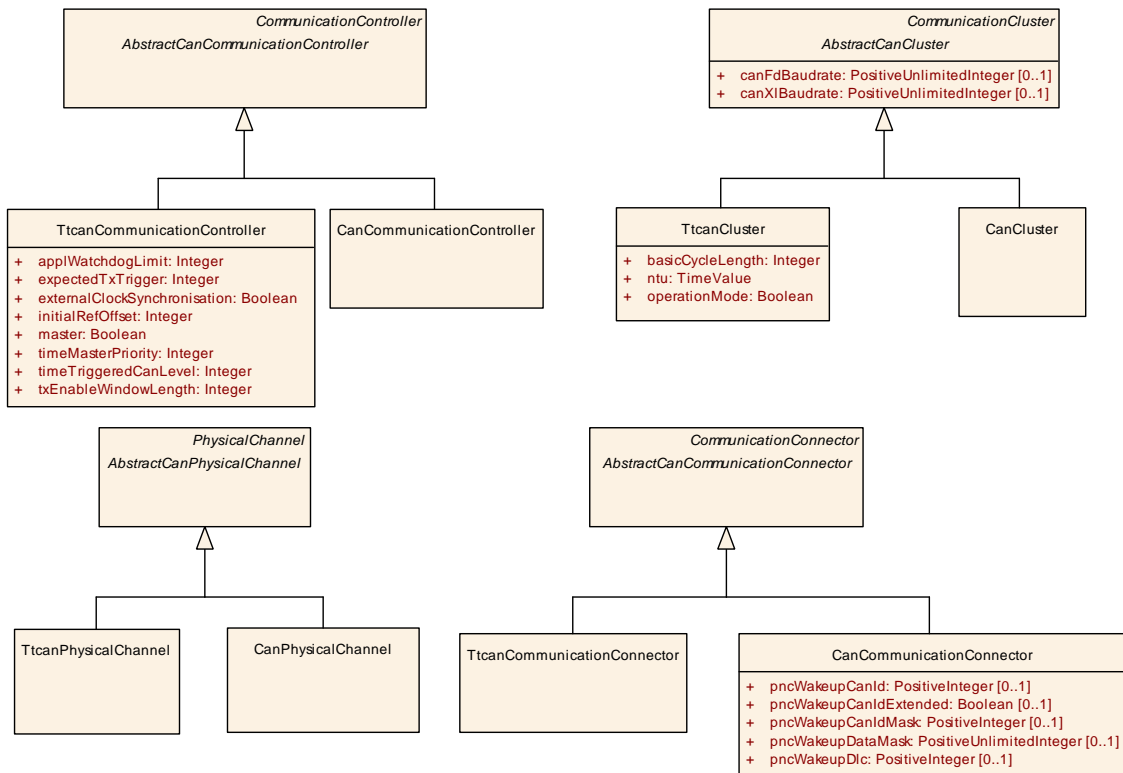 CommunicationController
AbstractCanCommunicationController
CommunicationCluster
AbstractCanCluster
+ canFdBaudrate: PositiveUnlimitedInteger [0..1]
+ canXlBaudrate: PositiveUnlimitedInteger [0..1]
TtcanCommunicationController
+ applWatchdogLimit: Integer
+ expectedTxTrigger: Integer
+ externalClockSynchronisation: Boolean
+ initialRefOffset: Integer
+ master: Boolean
+ timeMasterPriority: Integer
+ timeTriggeredCanLevel: Integer
+ txEnableWindowLength: Integer
CanCommunicationController
TtcanCluster
+ basicCycleLength: Integer
+ ntu: TimeValue
+ operationMode: Boolean
CanCluster
PhysicalChannel
AbstractCanPhysicalChannel
CommunicationConnector
AbstractCanCommunicationConnector
TtcanPhysicalChannel
CanPhysicalChannel
TtcanCommunicationConnector
CanCommunicationConnector
+ pncWakeupCanId: PositiveInteger [0..1]
+ pncWakeupCanIdExtended: Boolean [0..1]
+ pncWakeupCanIdMask: PositiveInteger [0..1]
+ pncWakeupDataMask: PositiveUnlimitedInteger [0..1]
+ pncWakeupDlc: PositiveInteger [0..1]